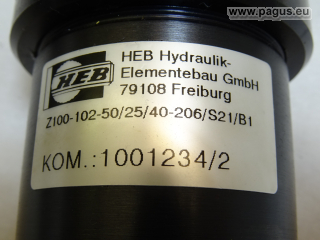 www.pagus.eu
HEB
HEB Hydraulik-
Elementebau GmbH
79108 Freiburg
Z100-102-50/25/40-206/S21/B1
KOM.:1001234/2